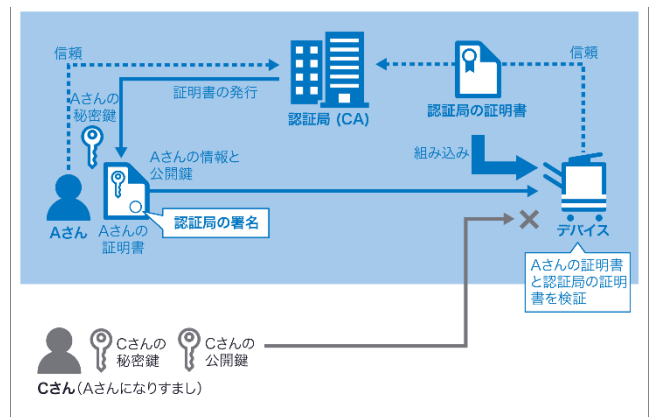 信頼
信頼
Aさんの
秘密鍵
証明書の発行
認証局 (CA)
認証局の証明書
組み込み
Aさんの情報と
公開鍵
認証局の署名
Aさん
Aさんの
証明書
デバイス
Aさんの証明書
と認証局の証明
書を検証
Cさんの
秘密鍵
Cさんの
公開鍵
Cさん(Aさんになりすまし)